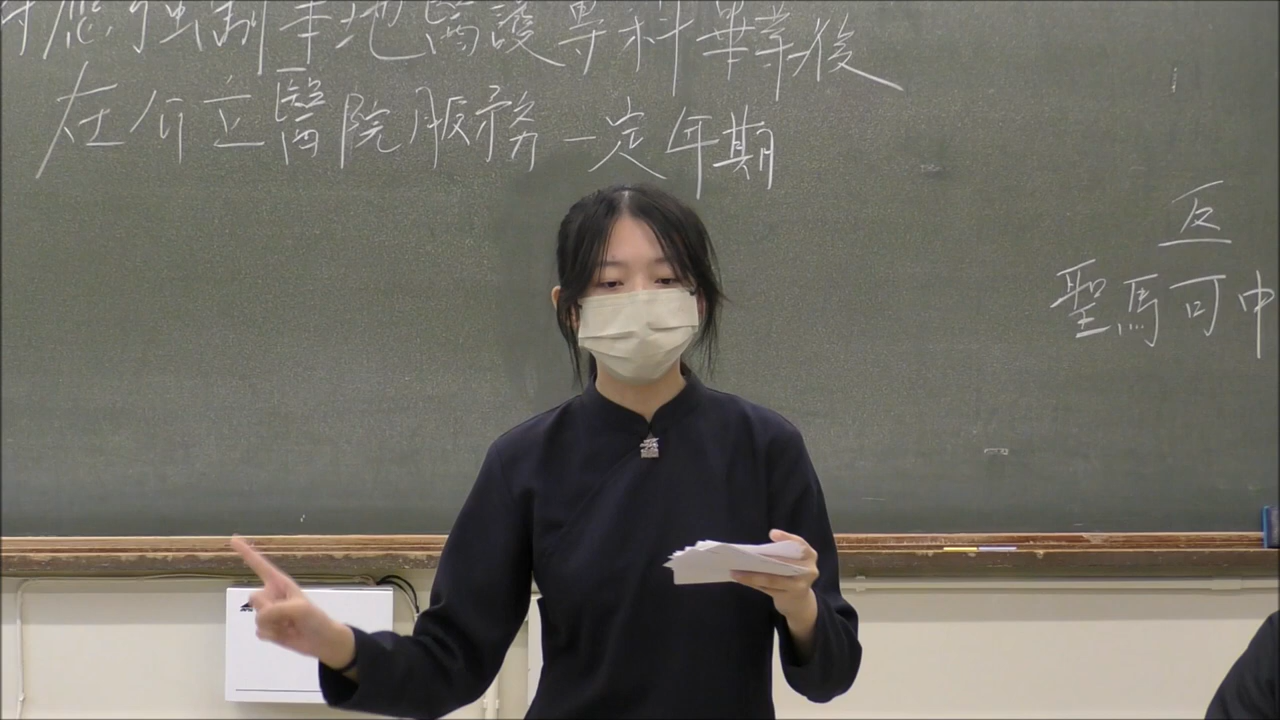 應強制本地醫護專科畢業後
在公立醫院服務一定年期
反
聖馬可中